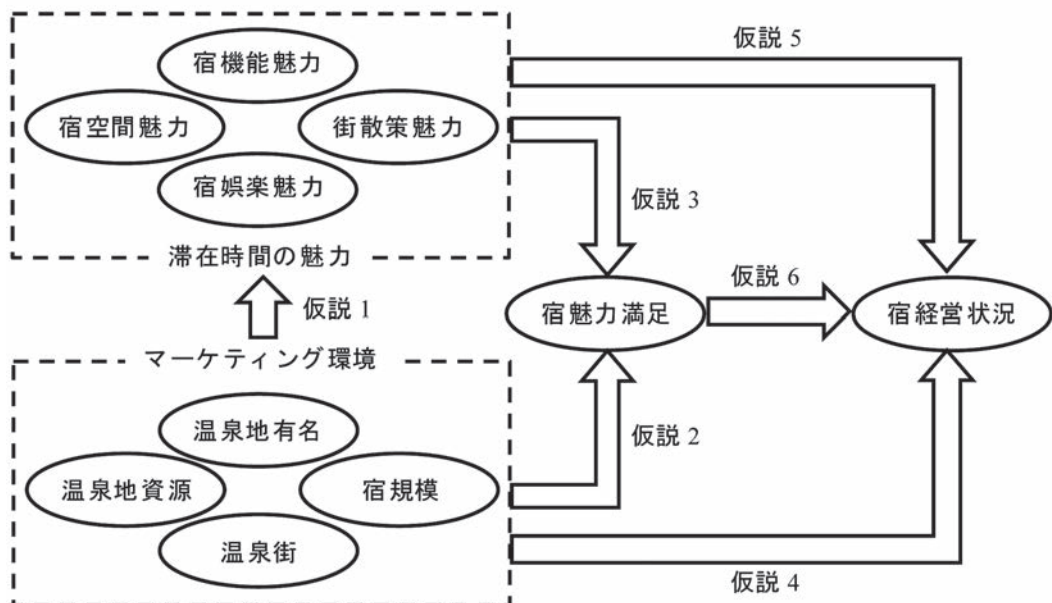 宿機能魅力
宿空間魅力
街散策魅力
宿娯楽魅力
滞在時間の魅力
仮説 5
仮説 3
仮説 1
宿魅力満足
仮説 6
宿経営状況
マーケティング環境
温泉地有名
温泉地資源
宿規模
温泉街
仮説 2
仮説 4